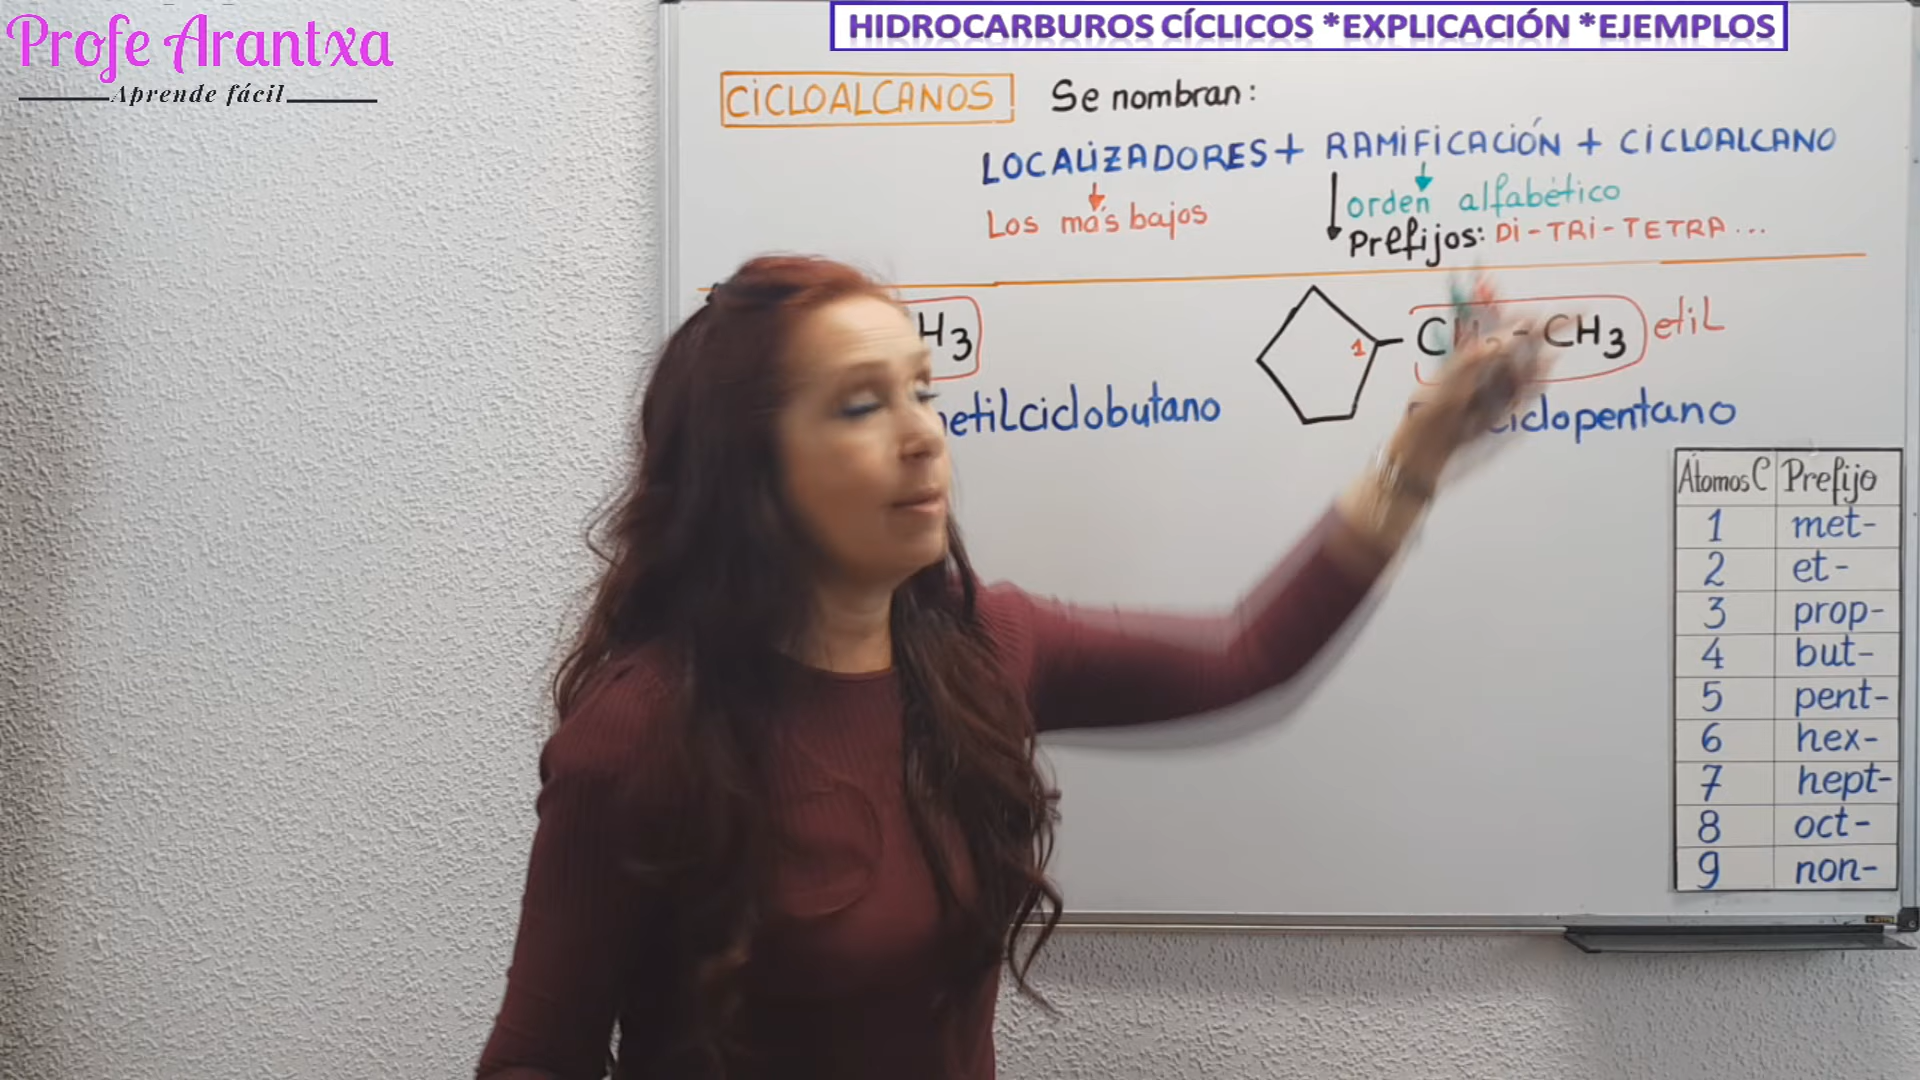 Profe Arantxa
Aprende fácil
HIDROCARBUROS CÍCLICOS *EXPLICACIÓN *EJEMPLOS
CICLOALCANOS Se nombran:
LOCALIZADORES + RAMIFICACIÓN + CICLOALCANO
Los más bajos
orden alfabético
Prefijos: Di - TRi - TETRA...
H3
1 CH2 - CH3 etil
etilciclobutano
ciclopentano
Átomos C Prefijo
1 met-
2 et-
3 prop-
4 but-
5 pent-
6 hex-
7 hept-
8 oct-
9 non-